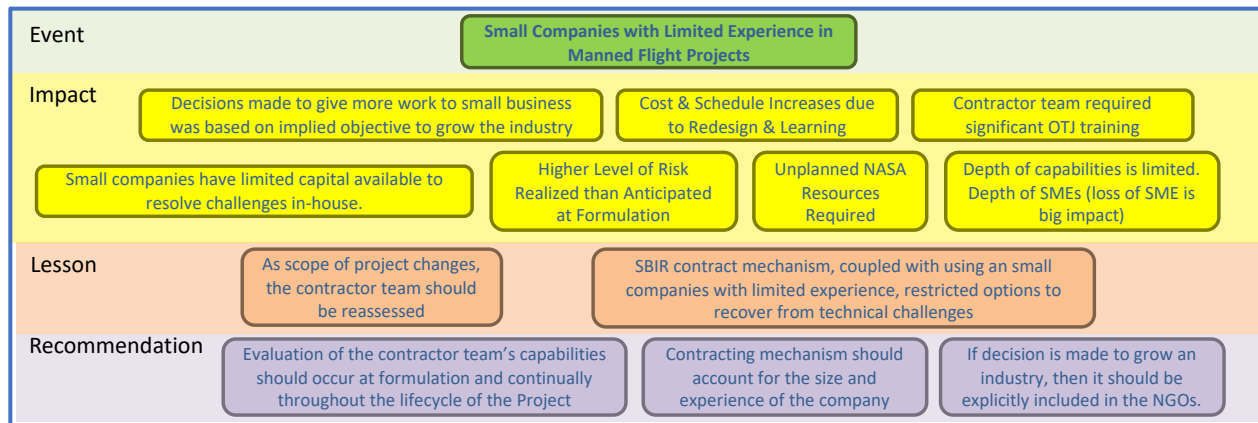 Event
Small Companies with Limited Experience in
Manned Flight Projects
Impact
Decisions made to give more work to small business
was based on implied objective to grow the industry
Cost & Schedule Increases due
to Redesign & Learning
Contractor team required
significant OTJ training
Small companies have limited capital available to
resolve challenges in-house.
Higher Level of Risk
Realized than Anticipated
at Formulation
Unplanned NASA
Resources
Required
Depth of capabilities is limited.
Depth of SMEs (loss of SME is
big impact)
Lesson
As scope of project changes,
the contractor team should
be reassessed
SBIR contract mechanism, coupled with using an small
companies with limited experience, restricted options to
recover from technical challenges
Recommendation
Evaluation of the contractor team's capabilities
should occur at formulation and continually
throughout the lifecycle of the Project
Contracting mechanism should
account for the size and
experience of the company
If decision is made to grow an
industry, then it should be
explicitly included in the NGOs.